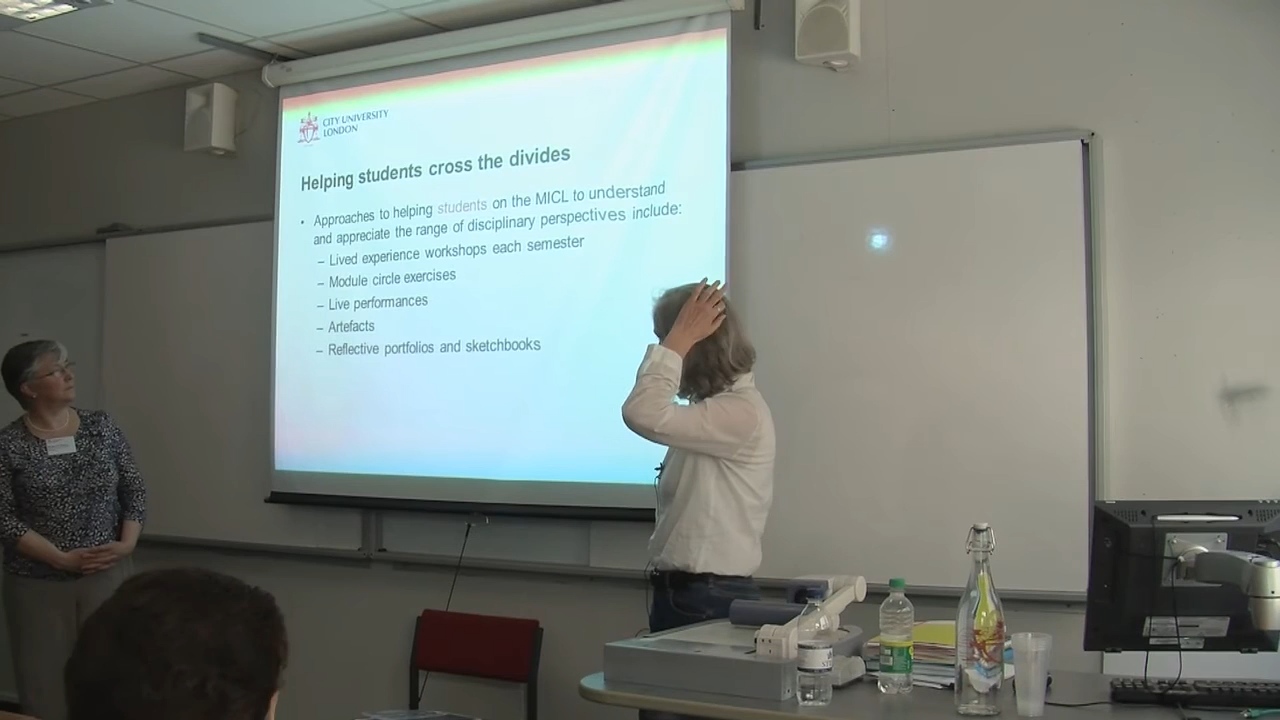 CITY UNIVERSITY
LONDON
Helping students cross the divides
• Approaches to helping students on the MICL to understand
and appreciate the range of disciplinary perspectives include:
– Lived experience workshops each semester
– Module circle exercises
– Live performances
– Artefacts
– Reflective portfolios and sketchbooks